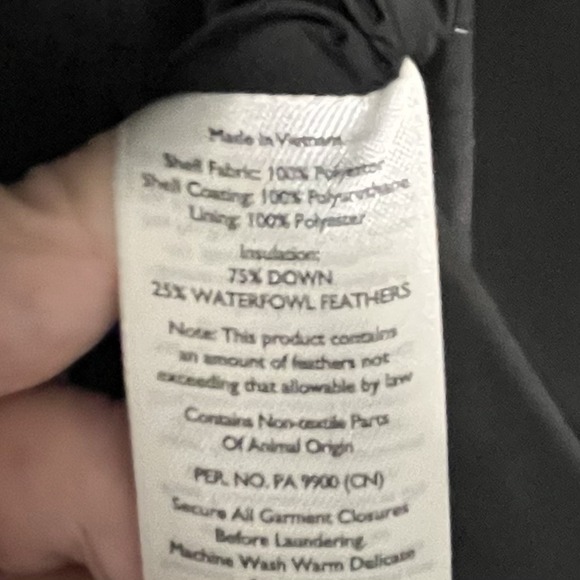 Made in Vietnam
Shell Fabric: 100% Polyester
Shell Coating: 100% Polyurethane
Lining: 100% Polyester
Insulation:
75% DOWN
25% WATERFOWL FEATHERS
Note: This product contains
an amount of feathers not
exceeding that allowable by law
Contains Non-textile Parts
Of Animal Origin
PER. NO. PA 9900 (CN)
Secure All Garment Closures
Before Laundering.
Machine Wash Warm Delicate